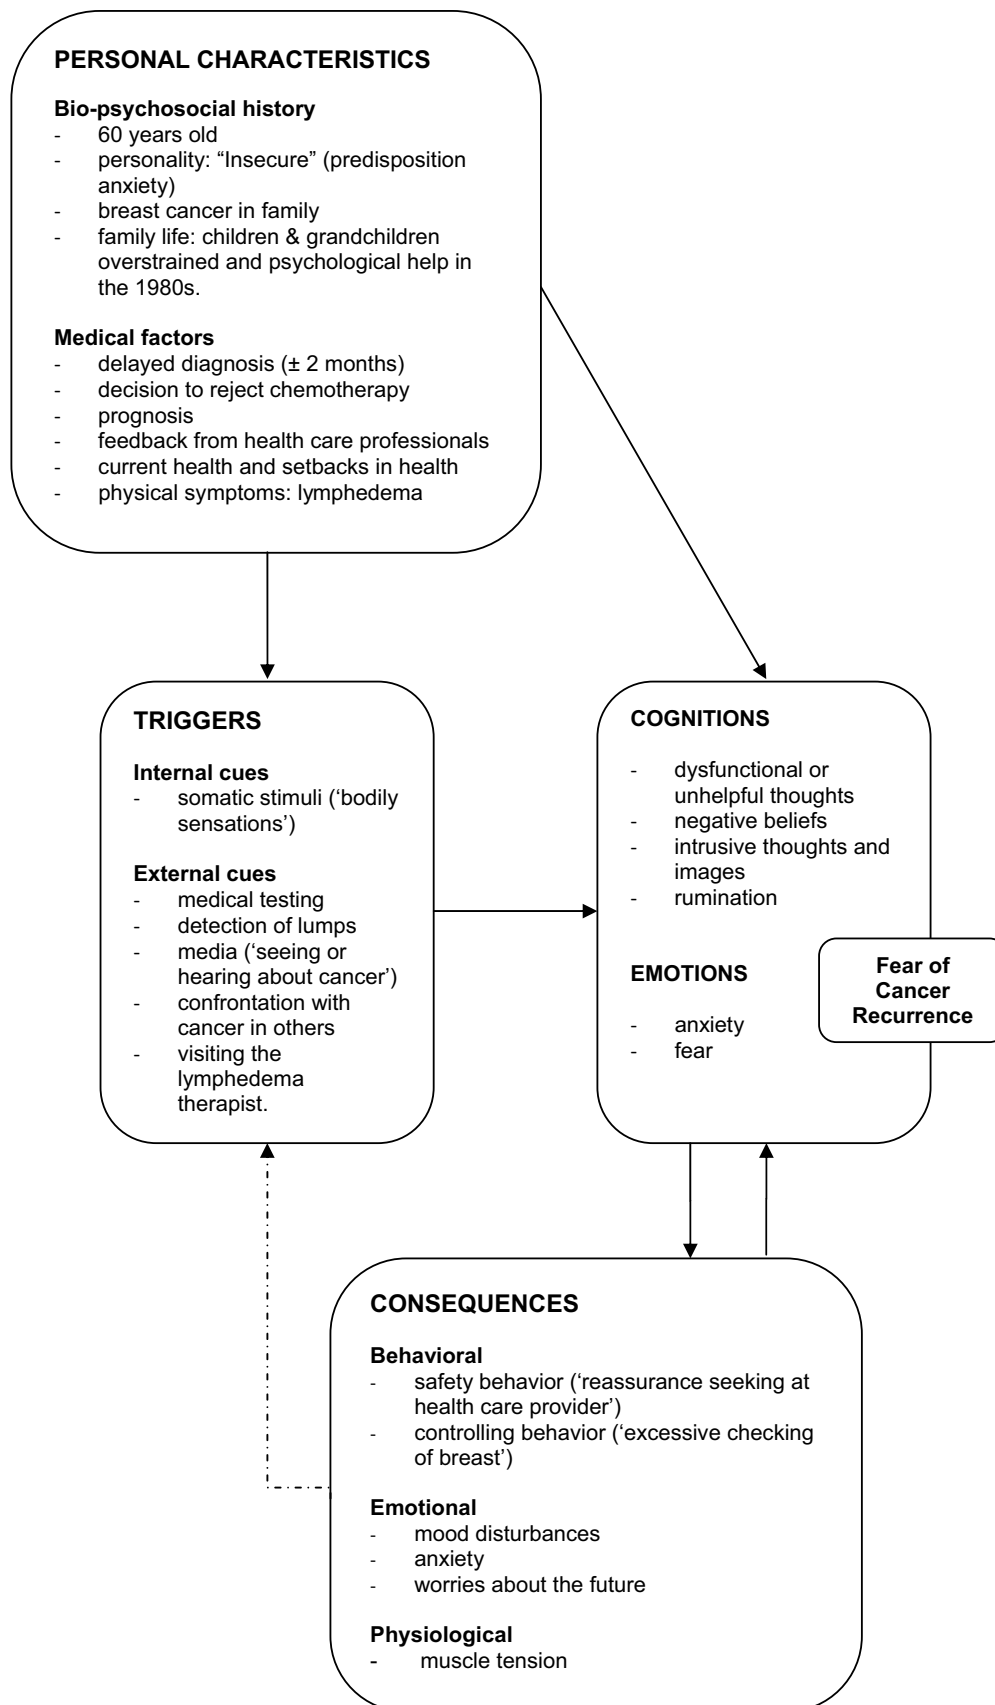 PERSONAL CHARACTERISTICS
Bio-psychosocial history
- 60 years old
- personality: “Insecure” (predisposition
anxiety)
- breast cancer in family
- family life: children & grandchildren
overstrained and psychological help in
the 1980s.
Medical factors
- delayed diagnosis (± 2 months)
- decision to reject chemotherapy
- prognosis
- feedback from health care professionals
- current health and setbacks in health
- physical symptoms: lymphedema
TRIGGERS
Internal cues
- somatic stimuli (‘bodily
sensations’)
External cues
- medical testing
- detection of lumps
- media (‘seeing or
hearing about cancer’)
- confrontation with
cancer in others
- visiting the
lymphedema
therapist.
COGNITIONS
- dysfunctional or
unhelpful thoughts
- negative beliefs
- intrusive thoughts and
images
- rumination
EMOTIONS
- anxiety
- fear
Fear of
Cancer
Recurrence
CONSEQUENCES
Behavioral
- safety behavior (‘reassurance seeking at
health care provider’)
- controlling behavior (‘excessive checking
of breast’)
Emotional
- mood disturbances
- anxiety
- worries about the future
Physiological
- muscle tension